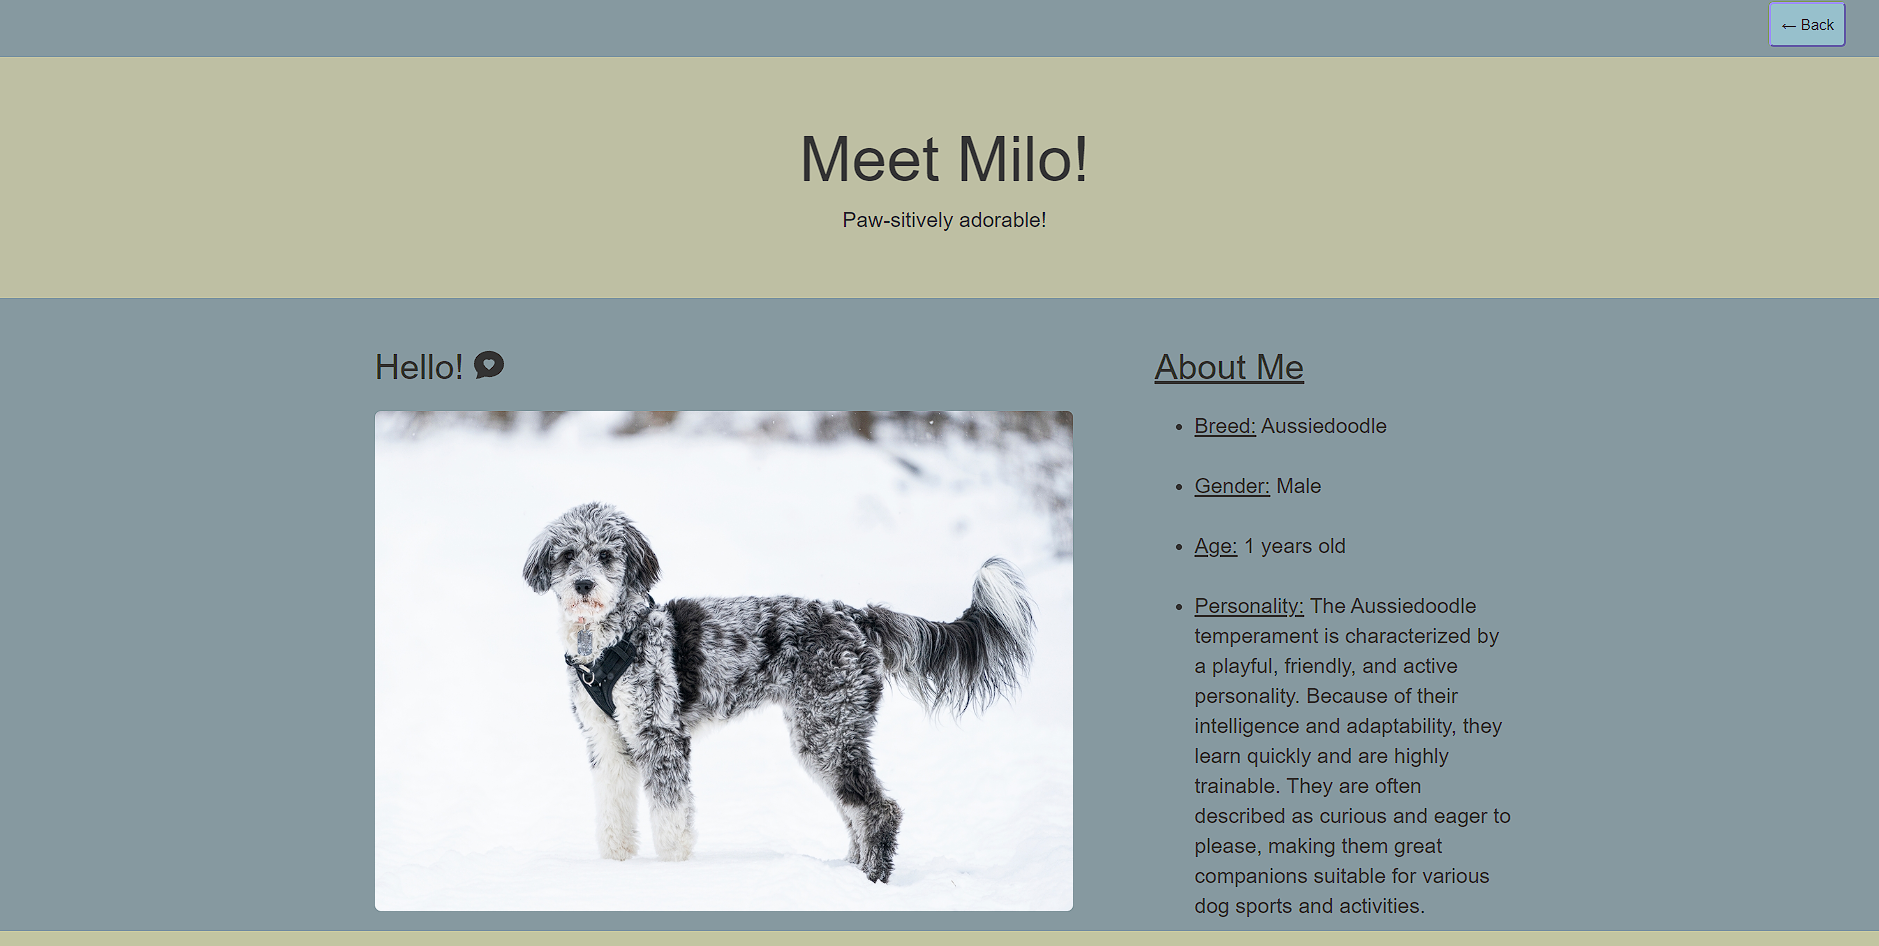 ← Back
Meet Milo!
Paw-sitively adorable!
Hello!
About Me
Breed: Aussiedoodle
Gender: Male
Age: 1 years old
Personality: The Aussiedoodle
temperament is characterized by
a playful, friendly, and active
personality. Because of their
intelligence and adaptability, they
learn quickly and are highly
trainable. They are often
described as curious and eager to
please, making them great
companions suitable for various
dog sports and activities.